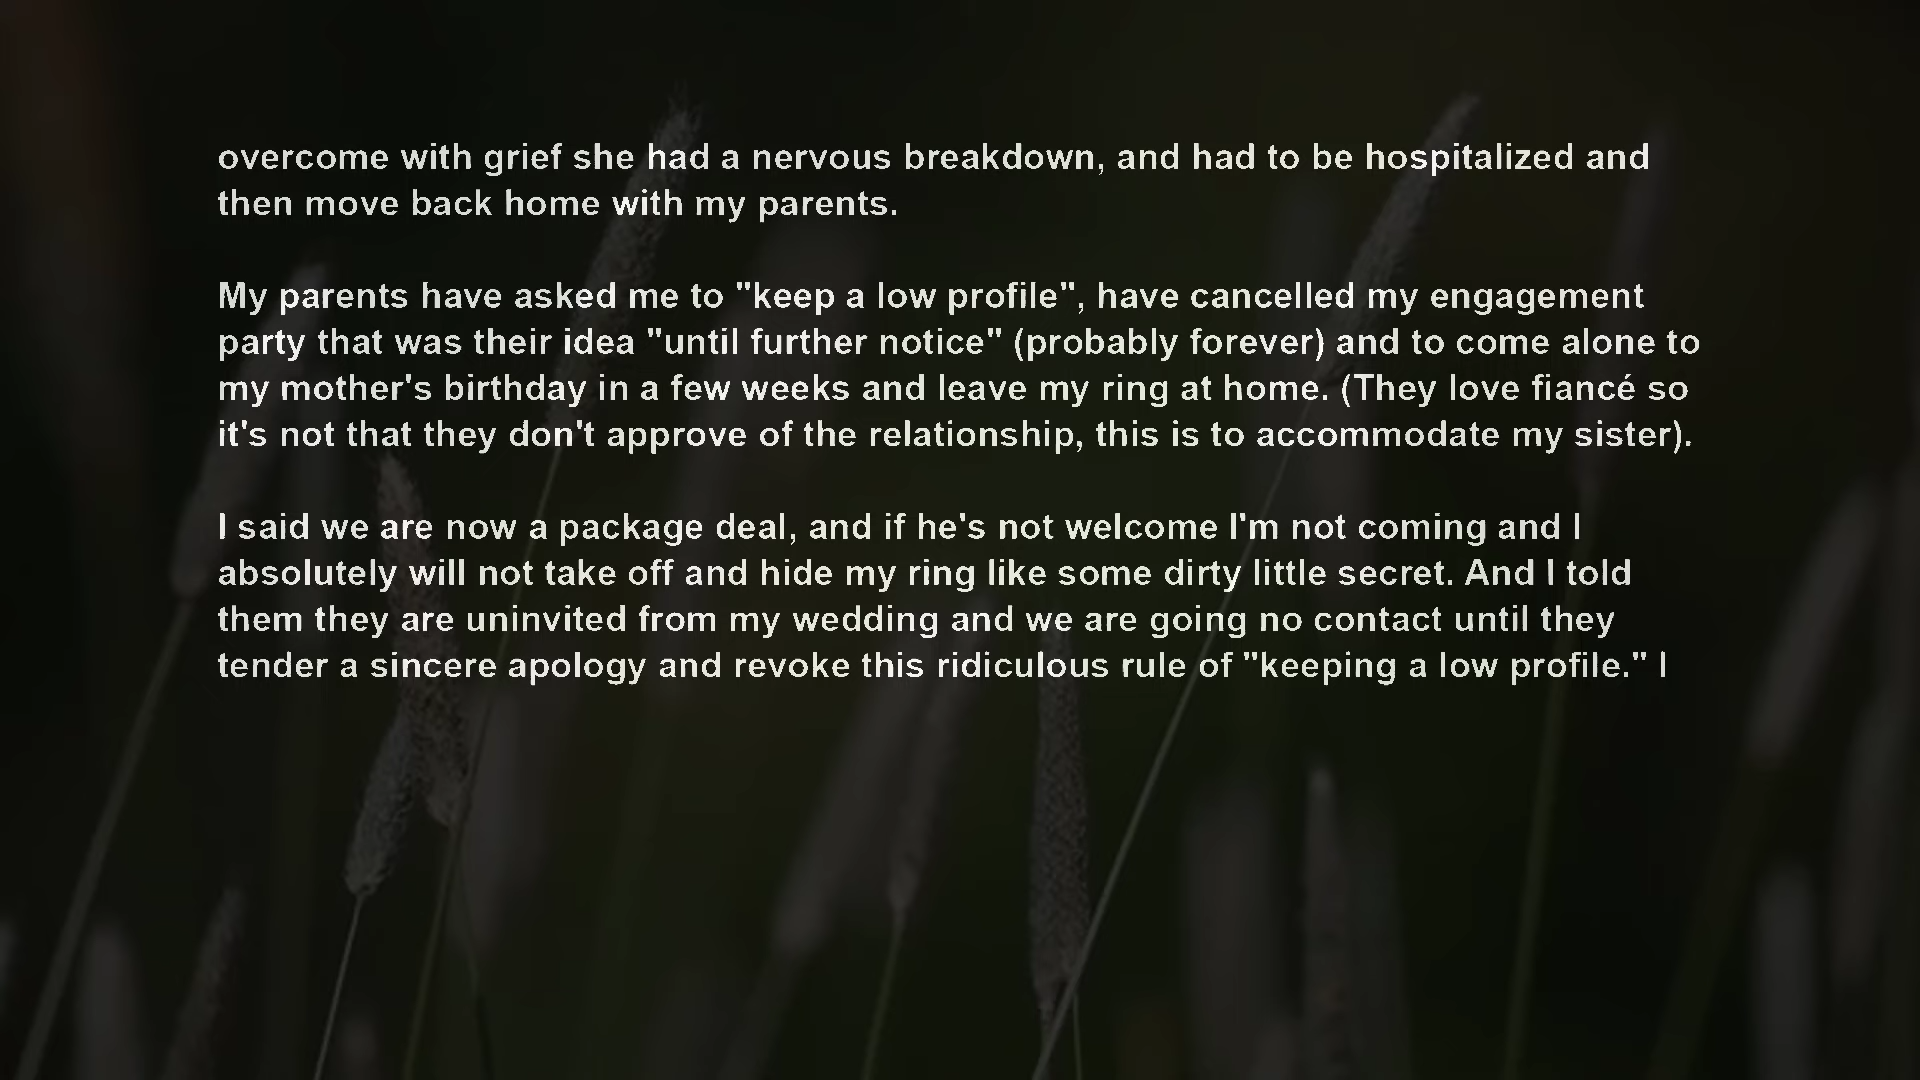 overcome with grief she had a nervous breakdown, and had to be hospitalized and
then move back home with my parents.
My parents have asked me to "keep a low profile", have cancelled my engagement
party that was their idea "until further notice" (probably forever) and to come alone to
my mother's birthday in a few weeks and leave my ring at home. (They love fiancé so
it's not that they don't approve of the relationship, this is to accommodate my sister).
I said we are now a package deal, and if he's not welcome I'm not coming and I
absolutely will not take off and hide my ring like some dirty little secret. And I told
them they are uninvited from my wedding and we are going no contact until they
tender a sincere apology and revoke this ridiculous rule of "keeping a low profile." I